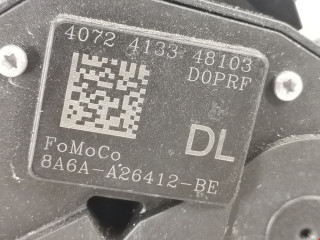 4072 4133 48103
D0PRF
DL
FoMoCo
8A6A-A26412-BE